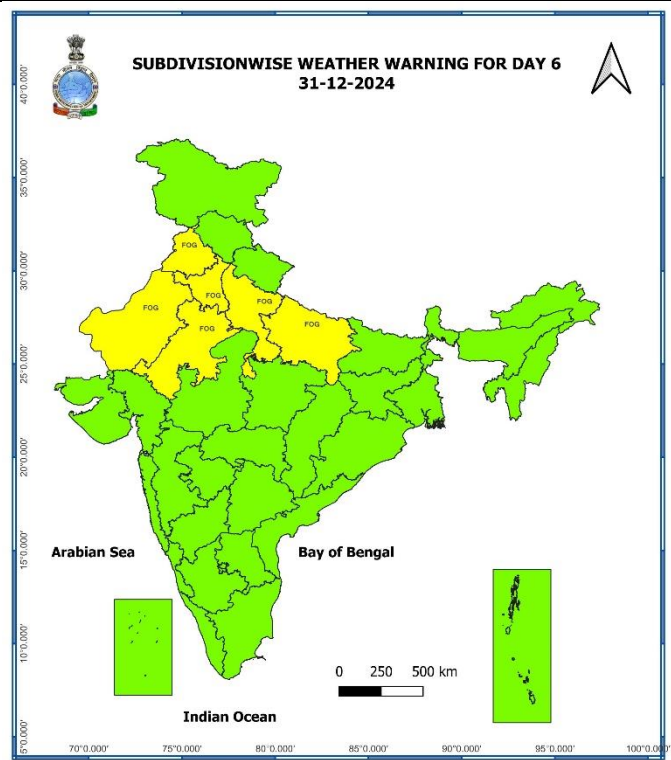 SUBDIVISIONWISE WEATHER WARNING FOR DAY 6
31-12-2024
40°0.000'
35°0.000'
30°0.000'
25°0.000'
20°0.000'
15°0.000'
10°0.000'
5°0.000'
FOG
FOG
FOG
FOG
FOG
FOG
Arabian Sea
Bay of Bengal
0 250 500 km
Indian Ocean
70°0.000' 75°0.000' 80°0.000' 85°0.000' 90°0.000' 95°0.000' 100°0.000'